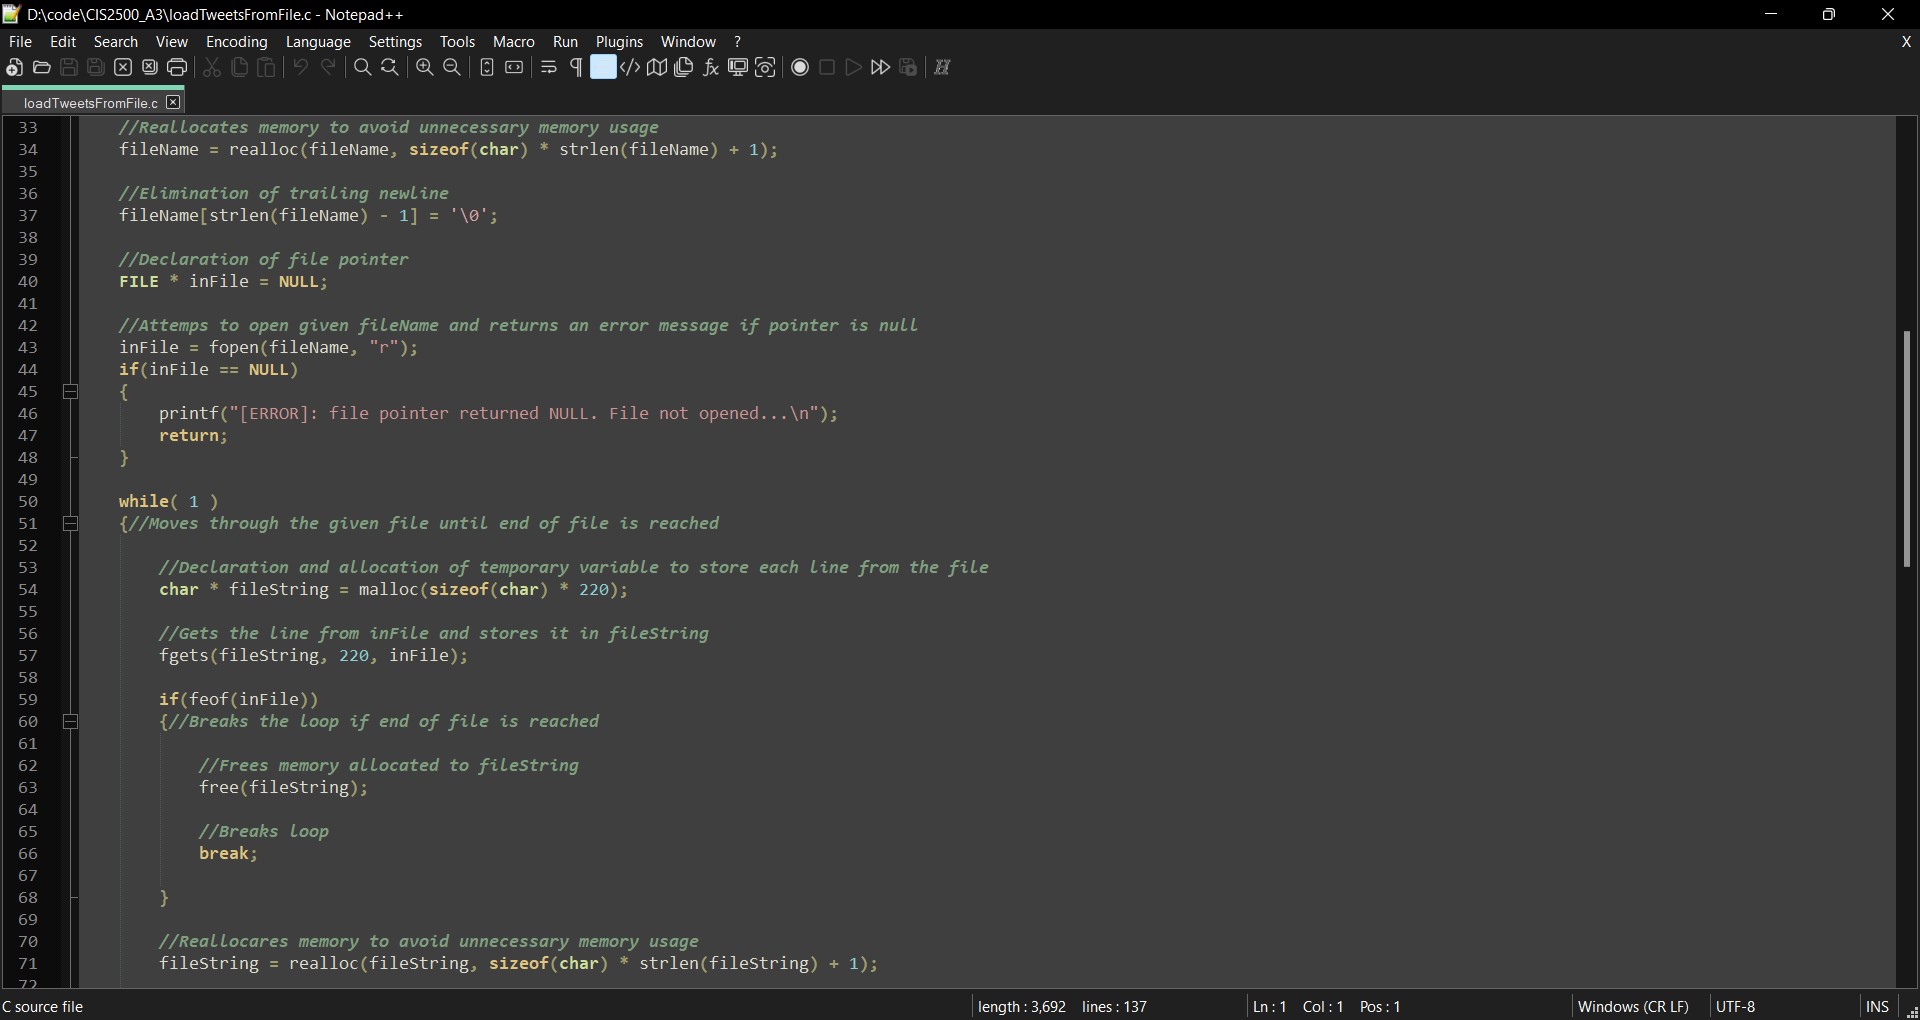 D:\code\CIS2500_A3\loadTweetsFromFile.c - Notepad++
File Edit Search View Encoding Language Settings Tools Macro Run Plugins Window ? X
loadTweetsFromFile.c
33 //Reallocates memory to avoid unnecessary memory usage
34 fileName = realloc(fileName, sizeof(char) * strlen(fileName) + 1);
35
36 //Elimination of trailing newline
37 fileName[strlen(fileName) - 1] = '\0';
38
39 //Declaration of file pointer
40 FILE * inFile = NULL;
41
42 //Attemps to open given fileName and returns an error message if pointer is null
43 inFile = fopen(fileName, "r");
44 if(inFile == NULL)
45 {
46 printf("[ERROR]: file pointer returned NULL. File not opened...\n");
47 return;
48 }
49
50 while( 1 )
51 {//Moves through the given file until end of file is reached
52
53 //Declaration and allocation of temporary variable to store each line from the file
54 char * fileString = malloc(sizeof(char) * 220);
55
56 //Gets the line from inFile and stores it in fileString
57 fgets(fileString, 220, inFile);
58
59 if(feof(inFile))
60 {//Breaks the loop if end of file is reached
61
62 //Frees memory allocated to fileString
63 free(fileString);
64
65 //Breaks loop
66 break;
67
68 }
69
70 //Reallocares memory to avoid unnecessary memory usage
71 fileString = realloc(fileString, sizeof(char) * strlen(fileString) + 1);
72
C source file length : 3,692 lines : 137 Ln : 1 Col : 1 Pos : 1 Windows (CR LF) UTF-8 INS